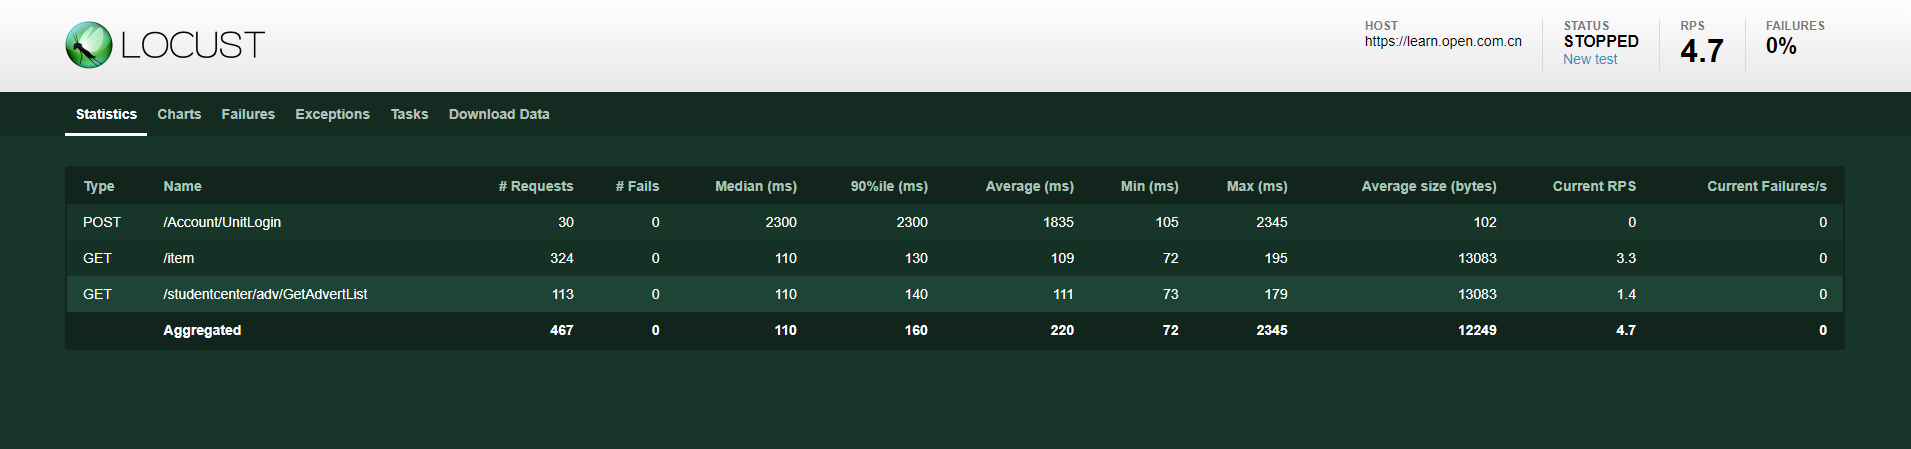 LOCUST
HOST
https://learn.open.com.cn
STATUS
STOPPED
New test
RPS
4.7
FAILURES
0%
Statistics Charts Failures Exceptions Tasks Download Data
Type Name # Requests # Fails Median (ms) 90%ile (ms) Average (ms) Min (ms) Max (ms) Average size (bytes) Current RPS Current Failures/s
POST /Account/UnitLogin 30 0 2300 2300 1835 105 2345 102 0 0
GET /item 324 0 110 130 109 72 195 13083 3.3 0
GET /studentcenter/adv/GetAdvertList 113 0 110 140 111 73 179 13083 1.4 0
Aggregated 467 0 110 160 220 72 2345 12249 4.7 0